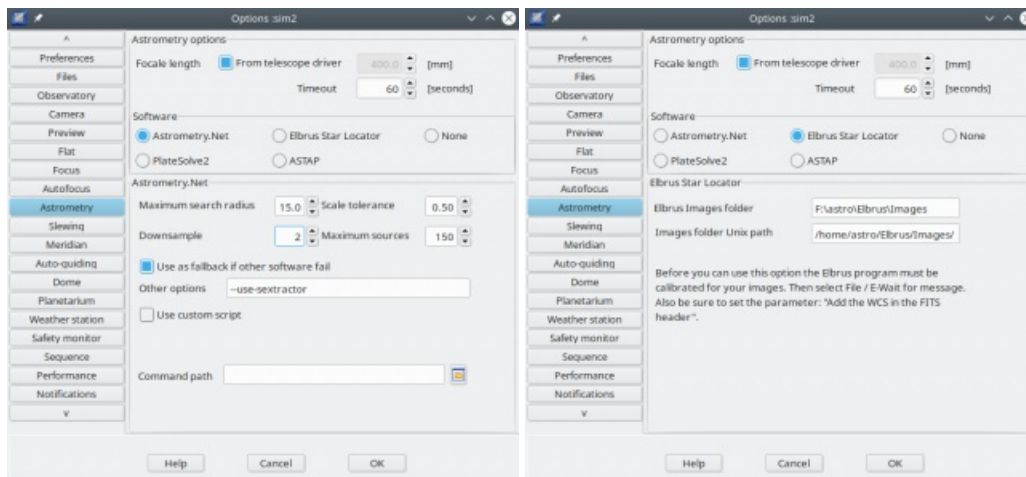 Options :sim2
^
Preferences
Files
Observatory
Camera
Preview
Flat
Focus
Autofocus
Astrometry
Slewing
Meridian
Auto-guiding
Dome
Planetarium
Weather station
Safety monitor
Sequence
Performance
Notifications
v
Astrometry options
Focale length From telescope driver 400.0 [mm]
Timeout 60 [seconds]
Software
Astrometry.Net Elbrus Star Locator None
PlateSolve2 ASTAP
Astrometry.Net
Maximum search radius 15.0 Scale tolerance 0.50
Downsample 2 Maximum sources 150
Use as fallback if other software fail
Other options --use-sextractor
Use custom script
Command path
Help Cancel OK
Options :sim2
^
Preferences
Files
Observatory
Camera
Preview
Flat
Focus
Autofocus
Astrometry
Slewing
Meridian
Auto-guiding
Dome
Planetarium
Weather station
Safety monitor
Sequence
Performance
Notifications
v
Astrometry options
Focale length From telescope driver 400.0 [mm]
Timeout 60 [seconds]
Software
Astrometry.Net Elbrus Star Locator None
PlateSolve2 ASTAP
Elbrus Star Locator
Elbrus Images folder F:\astro\Elbrus\Images
Images folder Unix path /home/astro/Elbrus/Images/
Before you can use this option the Elbrus program must be
calibrated for your images. Then select File / E-Wait for message.
Also be sure to set the parameter: "Add the WCS in the FITS
header".
Help Cancel OK